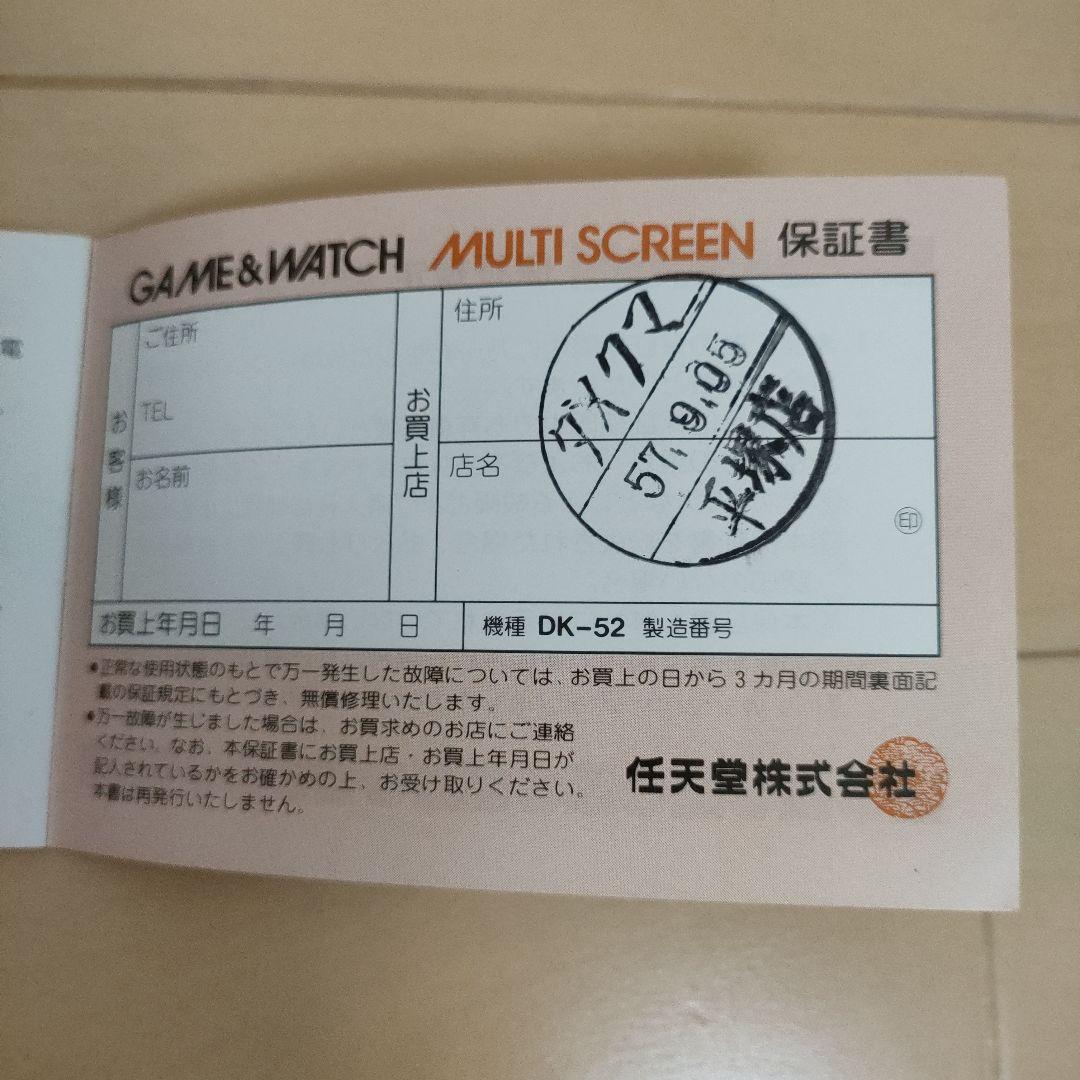 GAME&WATCH MULTI SCREEN 保証書
お客様
ご住所
TEL
お名前
お買上店
住所
店名
ダイクマ
57.9.05
平塚店
印
お買上年月日 年 月 日
機種 DK-52 製造番号
•正常な使用状態のもとで万一発生した故障については、お買上の日から3カ月の期間裏面記
載の保証規定にもとづき、無償修理いたします。
•万一故障が生じました場合は、お買求めのお店にご連絡
ください。なお、本保証書にお買上店・お買上年月日が
記入されているかをお確かめの上、お受け取りください。
本書は再発行いたしません。
任天堂株式会社
電